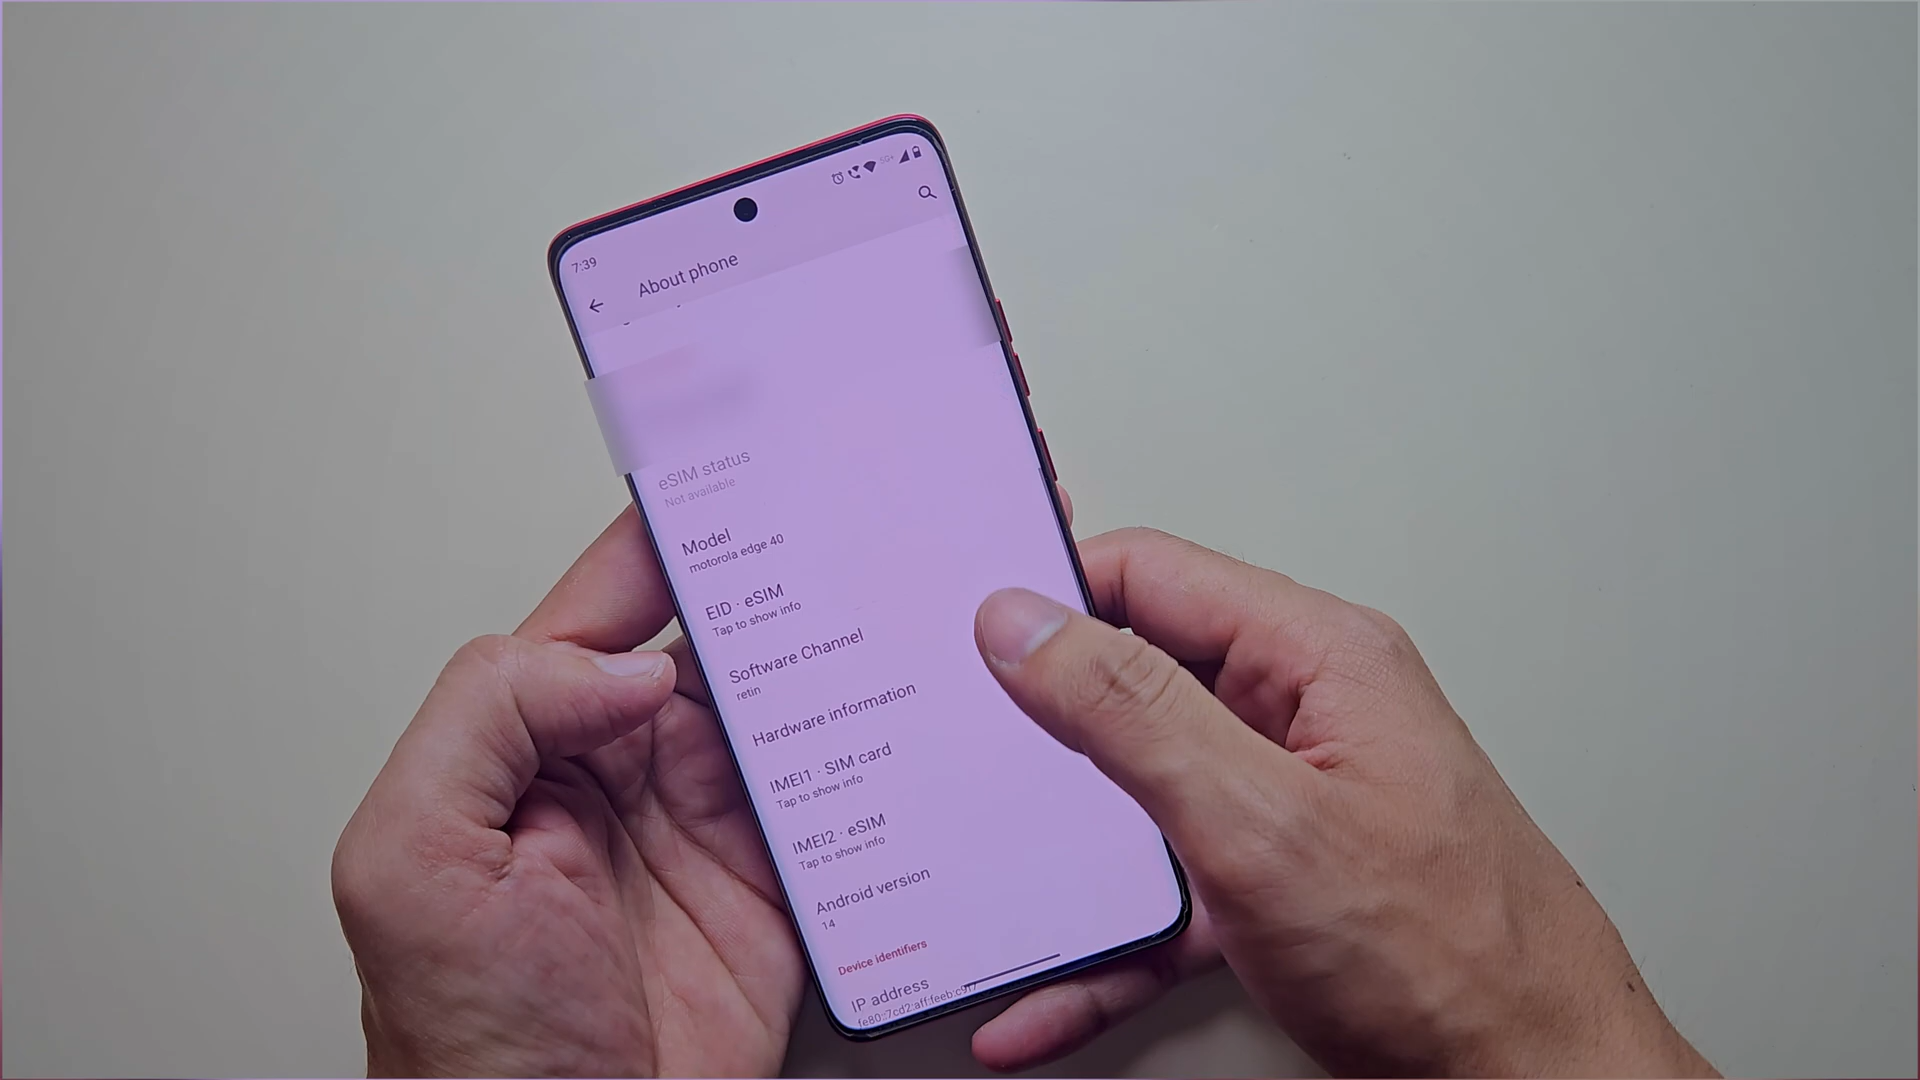 5G+
7:39
About phone
eSIM status
Not available
Model
motorola edge 40
EID · eSIM
Tap to show info
Software Channel
retin
Hardware information
IMEI1 · SIM card
Tap to show info
IMEI2 · eSIM
Tap to show info
Android version
14
Device identifiers
IP address